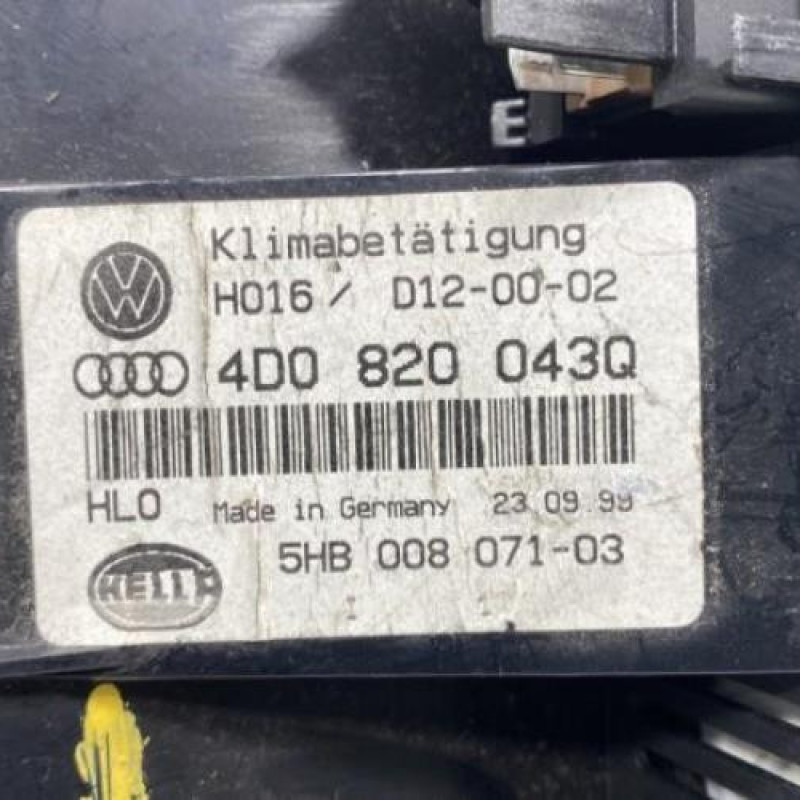 E
Klimabetätigung
H016 / D12-00-02
4D0 820 043Q
HL0 Made in Germany 23 09 99
5HB 008 071-03
HELLA